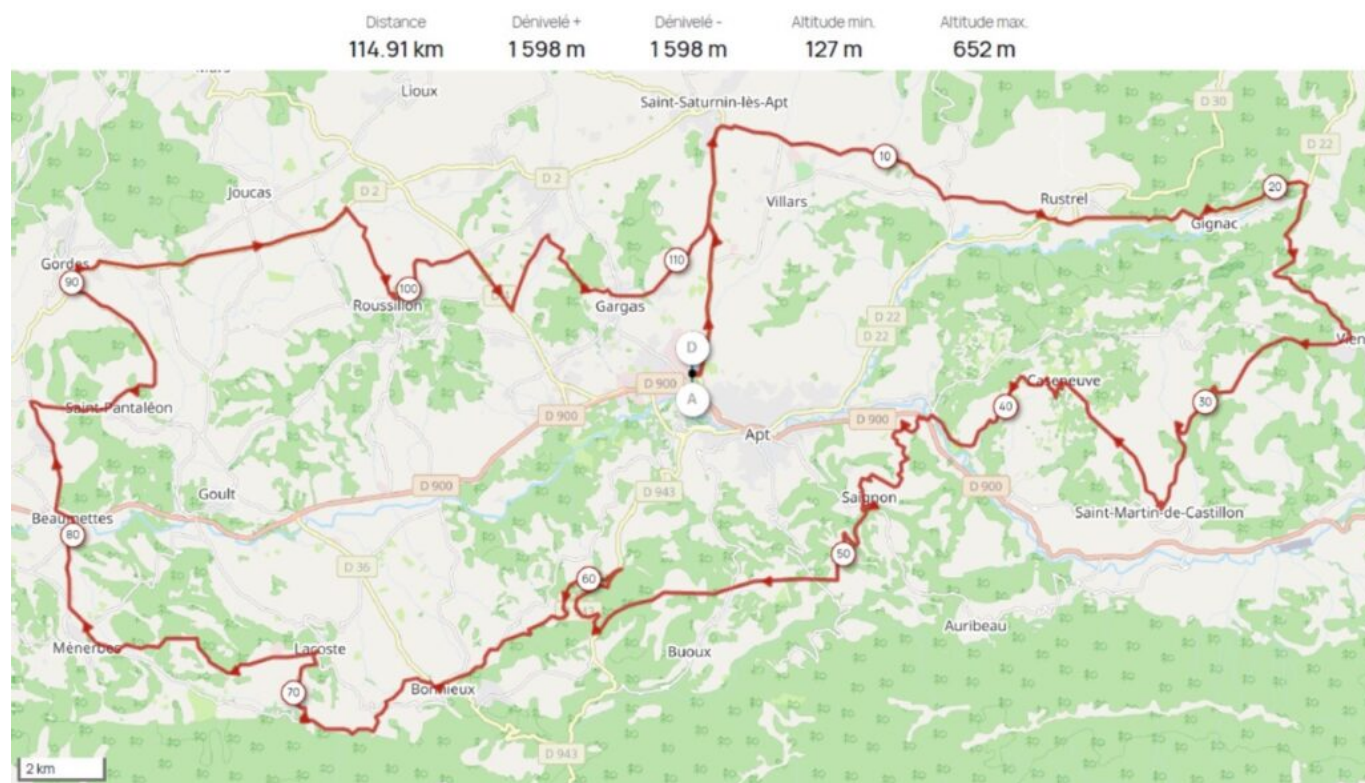 Distance Dénivelé + Dénivelé - Altitude min. Altitude max.
114.91 km 1 598 m 1 598 m 127 m 652 m
Lioux
Saint-Saturnin-lès-Apt
D 30
D 22
10
Joucas
D 2
D 2
Villars
Rustrel
20
Gignac
Gordes
90
110
Roussillon
100
Gargas
D 22
D 22
D
D 900
A
Caseneuve
40
30
Saint-Pantaléon
D 900
D 900
Apt
Goult
D 900
D 943
Saignon
D 900
Saint-Martin-de-Castillon
Beaumettes
80
50
D 36
60
Auribeau
Ménerbes
Lacoste
Buoux
70
Bonnieux
D 943
2 km